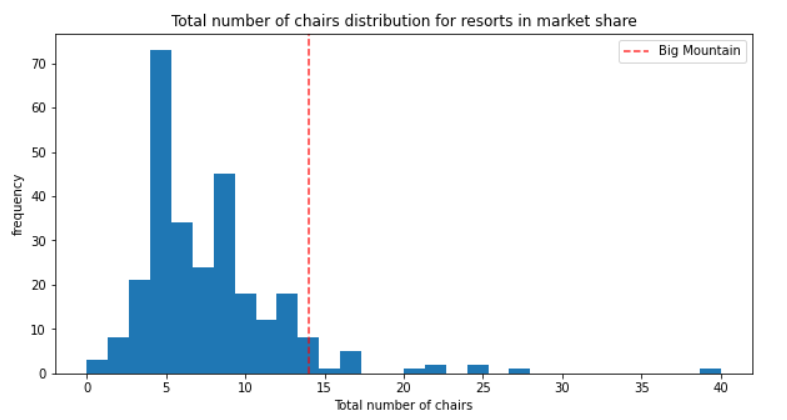 Total number of chairs distribution for resorts in market share
Big Mountain
70
60
50
40
30
20
10
0
frequency
0 5 10 15 20 25 30 35 40
Total number of chairs